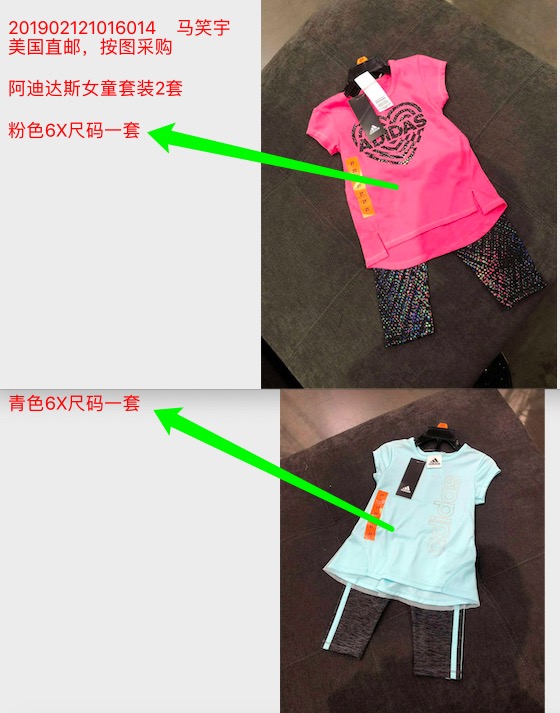 201902121016014 马笑宇
美国直邮，按图采购
阿迪达斯女童套装2套
粉色6X尺码一套
ADIDAS
青色6X尺码一套
adidas